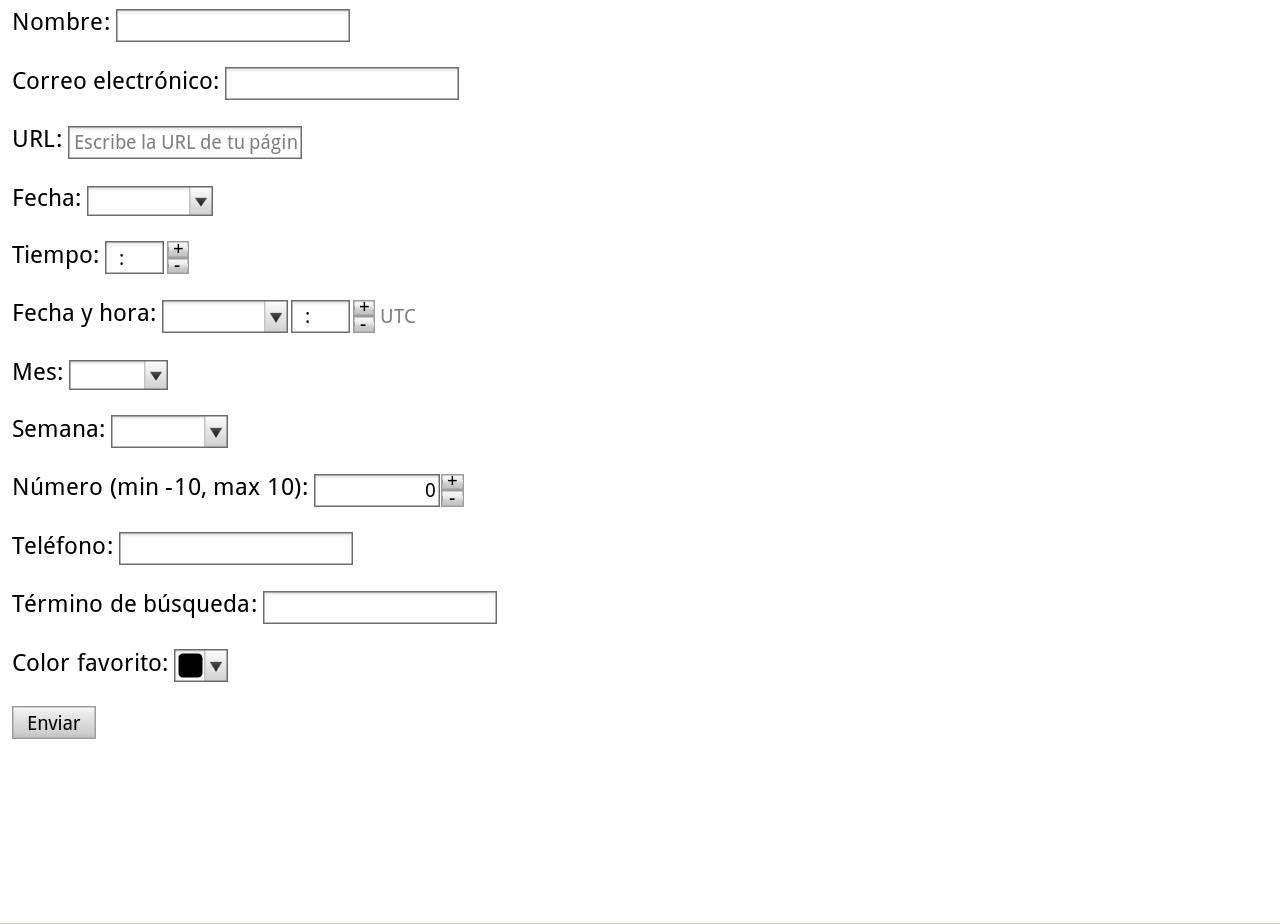 Nombre:
Correo electrónico:
URL: Escribe la URL de tu págin
Fecha:
Tiempo: : + -
Fecha y hora: : + - UTC
Mes:
Semana:
Número (min -10, max 10): 0 + -
Teléfono:
Término de búsqueda:
Color favorito:
Enviar